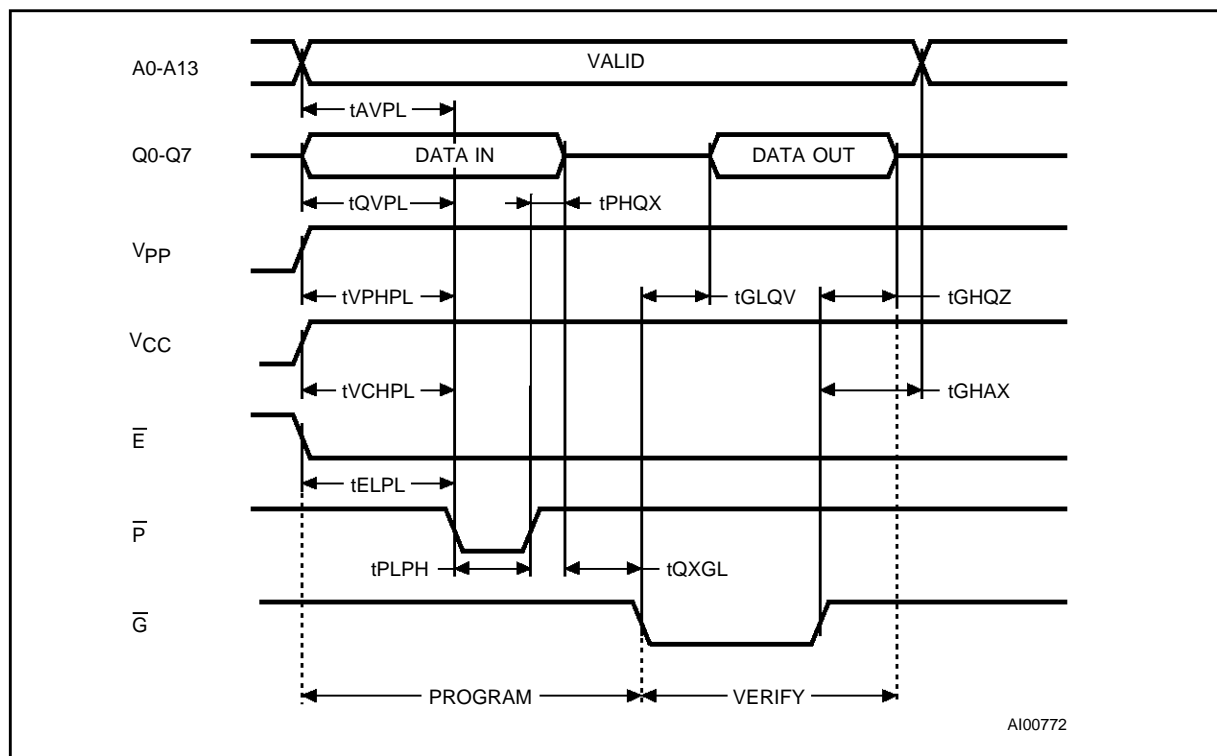 A0-A13
VALID
tAVPL
Q0-Q7
DATA IN
DATA OUT
tQVPL
tPHQX
VPP
tVPHPL
tGLQV
tGHQZ
VCC
tVCHPL
tGHAX
E̅
tELPL
P̅
tPLPH
tQXGL
G̅
PROGRAM
VERIFY
AI00772